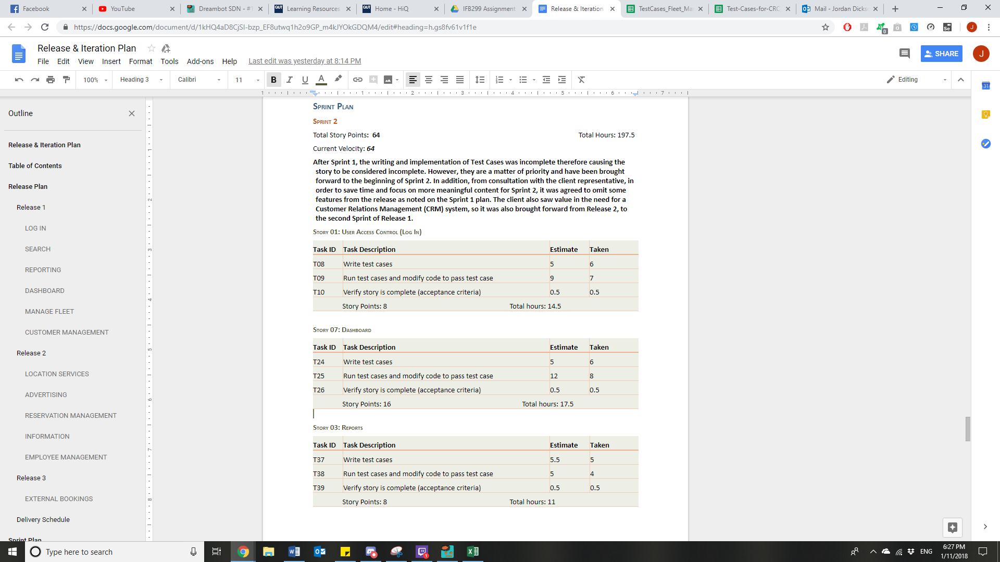 Facebook
YouTube
Dreambot SDN - #1
Learning Resources
Home - HiQ
IFB299 Assignment
Release & Iteration
TestCases_Fleet_Ma
Test-Cases-for-CRC
Mail - Jordan Dicks
https://docs.google.com/document/d/1kHQ4aD8CjSI-bzp_EF8utwq1h2o9GP_m4kJYOkGDQM4/edit#heading=h.gs8fv61v1f1e
Release & Iteration Plan
File Edit View Insert Format Tools Add-ons Help Last edit was yesterday at 8:14 PM
SHARE
J
100% Heading 3 Calibri 11 B I U A Editing
1 1 2 3 4 5 6 7
Outline
Release & Iteration Plan
Table of Contents
Release Plan
Release 1
LOG IN
SEARCH
REPORTING
DASHBOARD
MANAGE FLEET
CUSTOMER MANAGEMENT
Release 2
LOCATION SERVICES
ADVERTISING
RESERVATION MANAGEMENT
INFORMATION
EMPLOYEE MANAGEMENT
Release 3
EXTERNAL BOOKINGS
Delivery Schedule
Sprint Plan
Sprint Plan
Sprint 2
Total Story Points: 64 Total Hours: 197.5
Current Velocity: 64
After Sprint 1, the writing and implementation of Test Cases was incomplete therefore causing the
story to be considered incomplete. However, they are a matter of priority and have been brought
forward to the beginning of Sprint 2. In addition, from consultation with the client representative, in
order to save time and focus on more meaningful content for Sprint 2, it was agreed to omit some
features from the release as noted on the Sprint 1 plan. The client also saw value in the need for a
Customer Relations Management (CRM) system, so it was also brought forward from Release 2, to
the second Sprint of Release 1.
Story 01: User Access Control (Log In)
Task ID Task Description Estimate Taken
T08 Write test cases 5 6
T09 Run test cases and modify code to pass test case 9 7
T10 Verify story is complete (acceptance criteria) 0.5 0.5
Story Points: 8 Total hours: 14.5
Story 07: Dashboard
Task ID Task Description Estimate Taken
T24 Write test cases 5 6
T25 Run test cases and modify code to pass test case 12 8
T26 Verify story is complete (acceptance criteria) 0.5 0.5
Story Points: 16 Total hours: 17.5
Story 03: Reports
Task ID Task Description Estimate Taken
T37 Write test cases 5.5 5
T38 Run test cases and modify code to pass test case 5 4
T39 Verify story is complete (acceptance criteria) 0.5 0.5
Story Points: 8 Total hours: 11
Type here to search
ENG
6:27 PM
1/11/2018